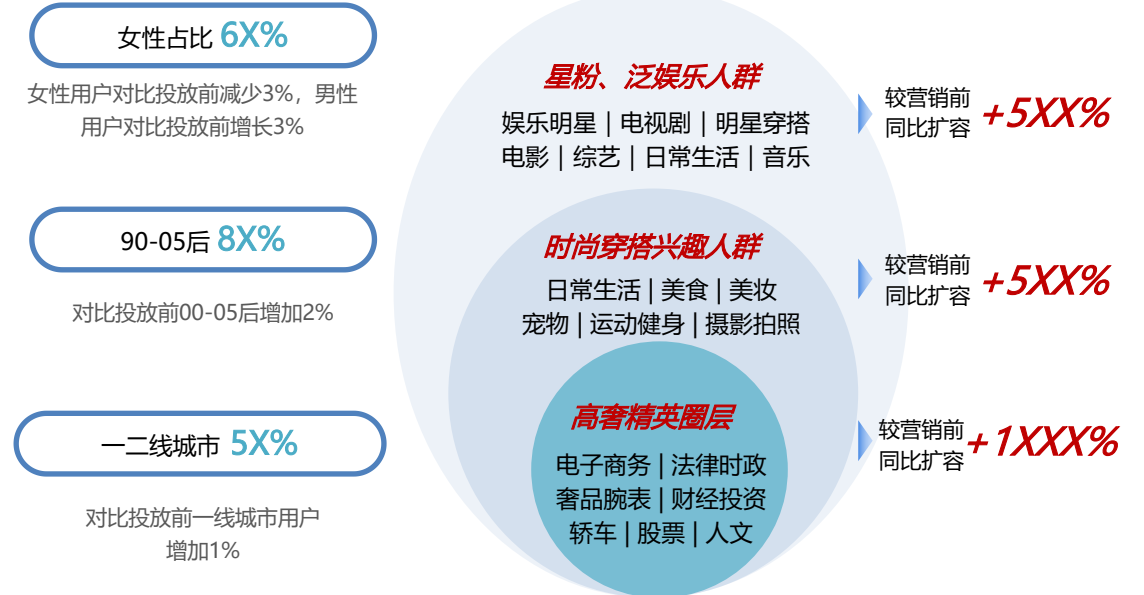 女性占比 6X%
女性用户对比投放前减少3%，男性
用户对比投放前增长3%
90-05后 8X%
对比投放前00-05后增加2%
一二线城市 5X%
对比投放前一线城市用户
增加1%
星粉、泛娱乐人群
娱乐明星 | 电视剧 | 明星穿搭
电影 | 综艺 | 日常生活 | 音乐
时尚穿搭兴趣人群
日常生活 | 美食 | 美妆
宠物 | 运动健身 | 摄影拍照
高奢精英圈层
电子商务 | 法律时政
奢品腕表 | 财经投资
轿车 | 股票 | 人文
较营销前
同比扩容 +5XX%
较营销前
同比扩容 +5XX%
较营销前
同比扩容 +1XXX%